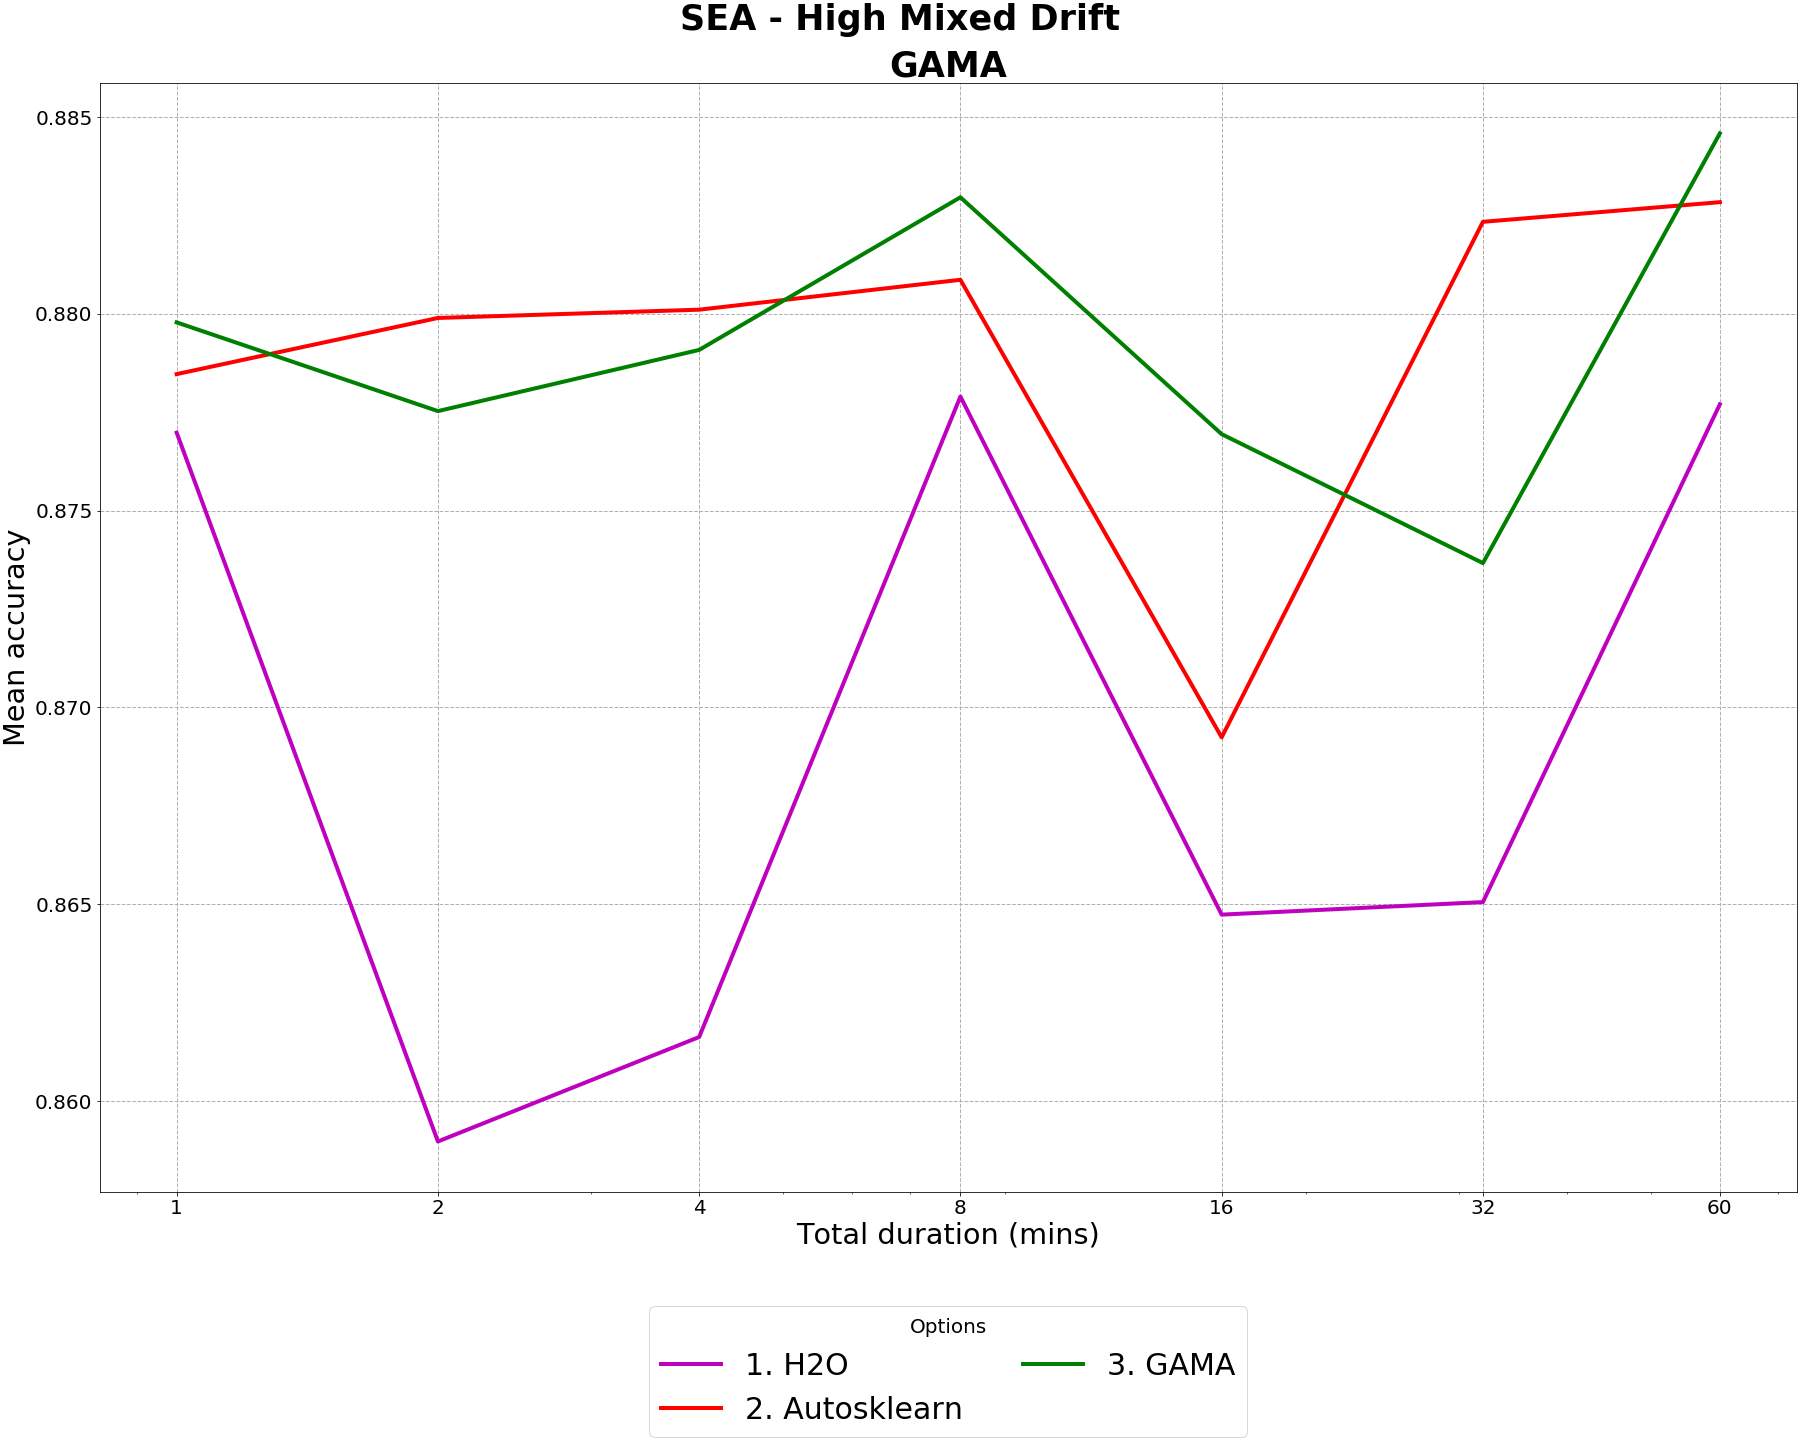 SEA - High Mixed Drift
GAMA
0.885
0.880
0.875
0.870
0.865
0.860
Mean accuracy
1 2 4 8 16 32 60
Total duration (mins)
Options
1. H2O 3. GAMA
2. Autosklearn